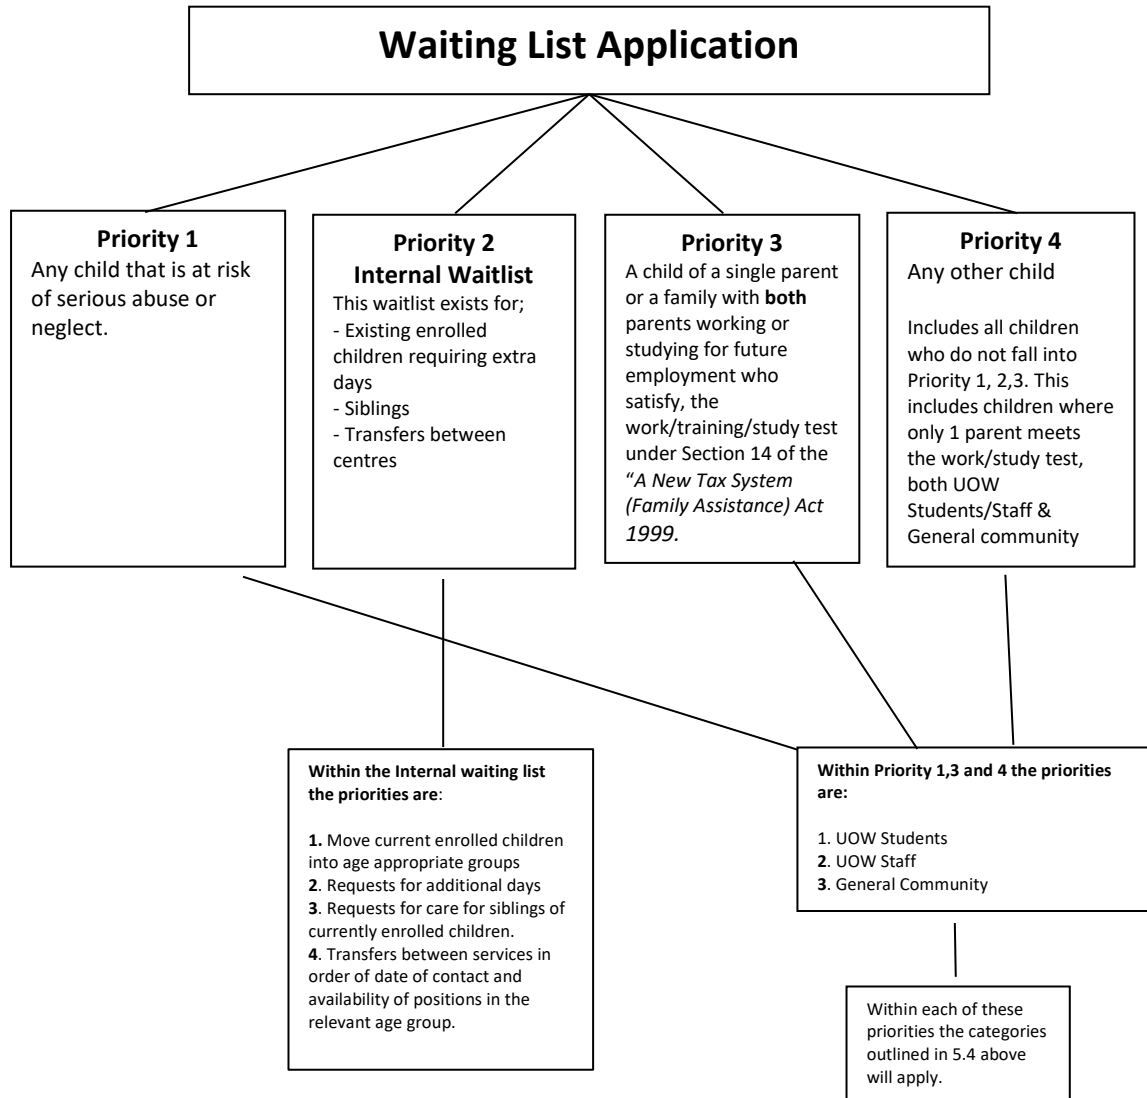 Waiting List Application
Priority 1
Any child that is at risk
of serious abuse or
neglect.
Priority 2
Internal Waitlist
This waitlist exists for;
- Existing enrolled
children requiring extra
days
- Siblings
- Transfers between
centres
Priority 3
A child of a single parent
or a family with both
parents working or
studying for future
employment who
satisfy, the
work/training/study test
under Section 14 of the
“A New Tax System
(Family Assistance) Act
1999.
Priority 4
Any other child
Includes all children
who do not fall into
Priority 1, 2,3. This
includes children where
only 1 parent meets
the work/study test,
both UOW
Students/Staff &
General community
Within the Internal waiting list
the priorities are:
1. Move current enrolled children
into age appropriate groups
2. Requests for additional days
3. Requests for care for siblings of
currently enrolled children.
4. Transfers between services in
order of date of contact and
availability of positions in the
relevant age group.
Within Priority 1,3 and 4 the priorities
are:
1. UOW Students
2. UOW Staff
3. General Community
Within each of these
priorities the categories
outlined in 5.4 above
will apply.